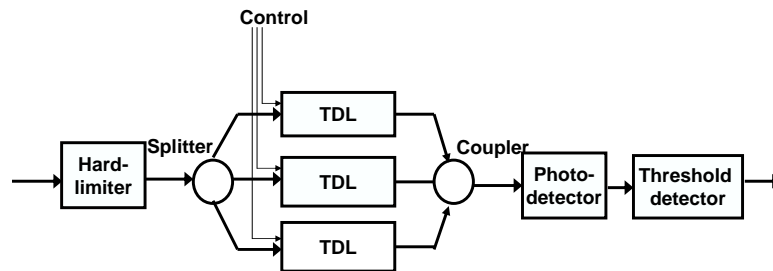 Control
TDL
Splitter
Coupler
Hard-
limiter
TDL
Photo-
detector
Threshold
detector
TDL